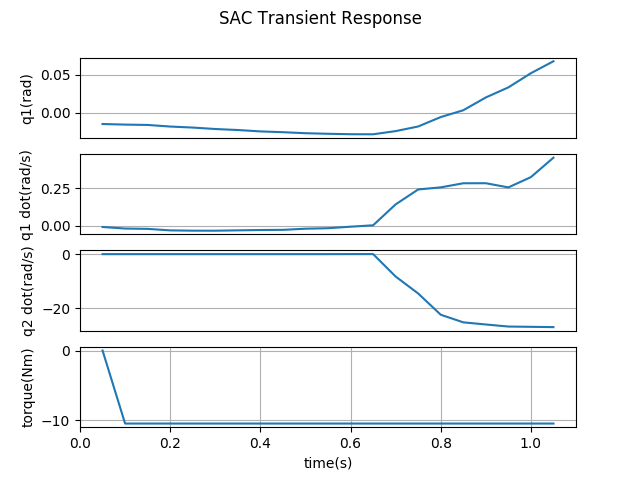 SAC Transient Response
q1(rad)
0.05
0.00
q1 dot(rad/s)
0.25
0.00
q2 dot(rad/s)
0
−20
torque(Nm)
0
−10
0.0 0.2 0.4 0.6 0.8 1.0
time(s)